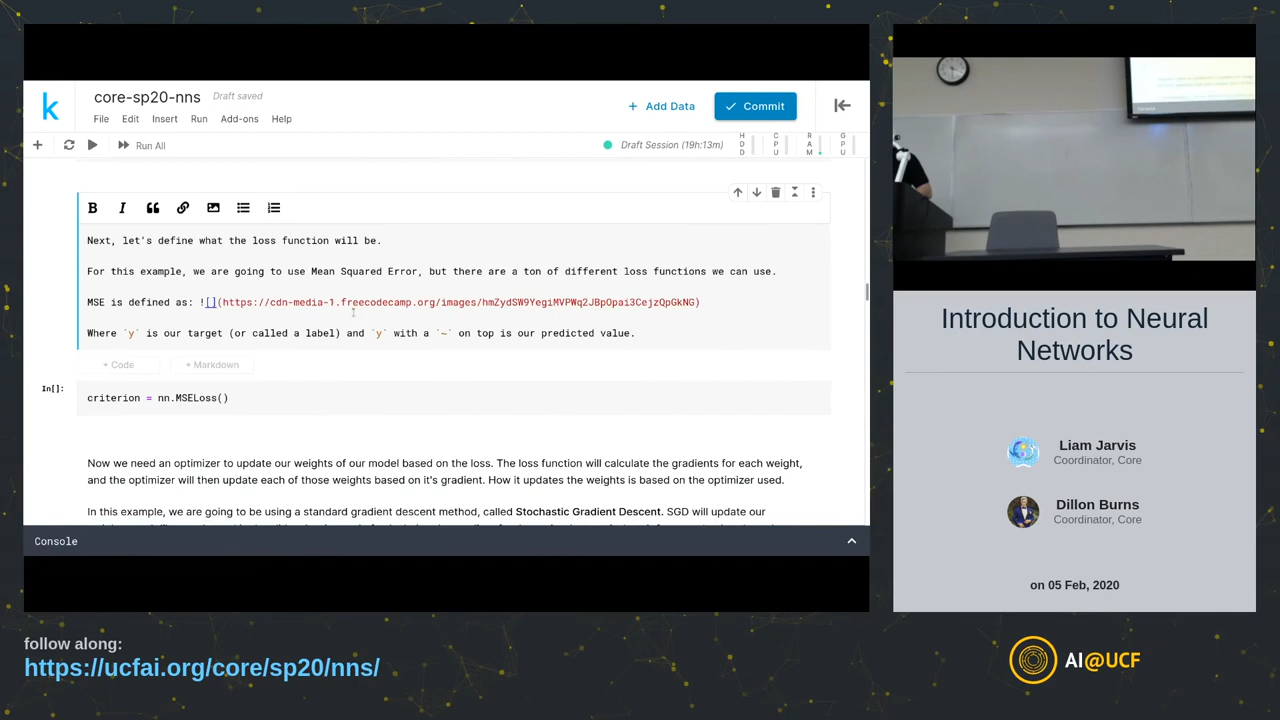 k
core-sp20-nns
Draft saved
File Edit Insert Run Add-ons Help
+ Add Data
Commit
Run All
Draft Session (19h:13m)
HDD
CPU
RAM
GPU
Next, let's define what the loss function will be.
For this example, we are going to use Mean Squared Error, but there are a ton of different loss functions we can use.
MSE is defined as: ![](https://cdn-media-1.freecodecamp.org/images/hmZydSW9YegiMVPWq2JBpOpai3CejzQpGkNG)
Where `y` is our target (or called a label) and `y` with a `~` on top is our predicted value.
+ Code
+ Markdown
In[]:
criterion = nn.MSELoss()
Now we need an optimizer to update our weights of our model based on the loss. The loss function will calculate the gradients for each weight,
and the optimizer will then update each of those weights based on it's gradient. How it updates the weights is based on the optimizer used.
In this example, we are going to be using a standard gradient descent method, called Stochastic Gradient Descent. SGD will update our
Console
Introduction to Neural
Networks
Liam Jarvis
Coordinator, Core
Dillon Burns
Coordinator, Core
on 05 Feb, 2020
follow along:
https://ucfai.org/core/sp20/nns/
AI@UCF